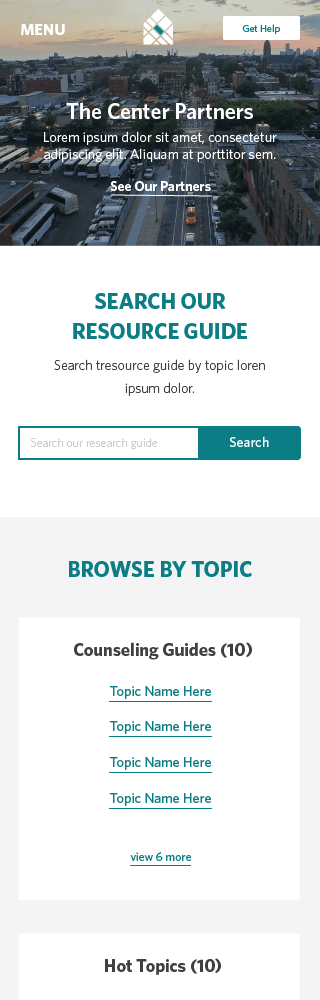 MENU
Get Help
The Center Partners
Lorem ipsum dolor sit amet, consectetur
adipiscing elit. Aliquam at porttitor sem.
See Our Partners
SEARCH OUR
RESOURCE GUIDE
Search tresource guide by topic loren
ipsum dolor.
Search our research guide
Search
BROWSE BY TOPIC
Counseling Guides (10)
Topic Name Here
Topic Name Here
Topic Name Here
Topic Name Here
view 6 more
Hot Topics (10)